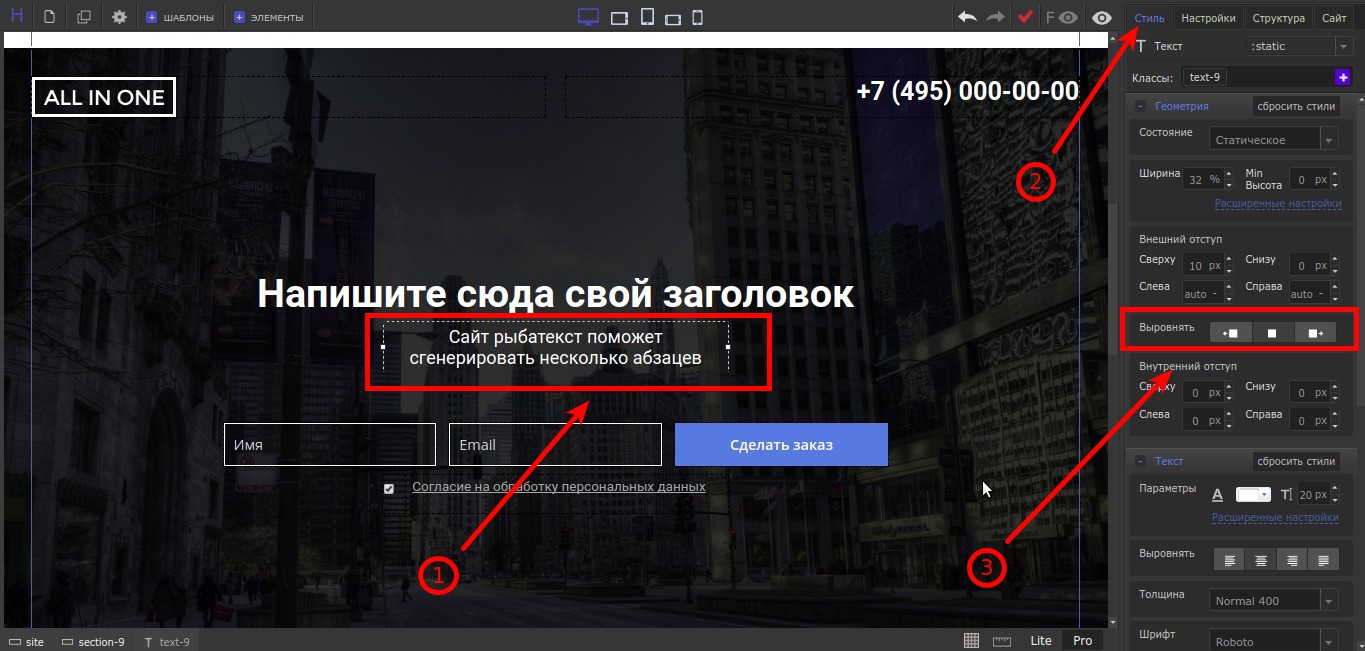 H ШАБЛОНЫ ЭЛЕМЕНТЫ F
Стиль Настройки Структура Сайт
Текст :static
Классы: text-9
ALL IN ONE
+7 (495) 000-00-00
Напишите сюда свой заголовок
Сайт рыбатекст поможет
сгенерировать несколько абзацев
Имя Email Сделать заказ
Согласие на обработку персональных данных
1
2
3
- Геометрия сбросить стили
Состояние Статическое
Ширина 32 % Min Высота 0 px
Расширенные настройки
Внешний отступ
Сверху 10 px Снизу 0 px
Слева auto - Справа auto -
Выровнять
Внутренний отступ
Сверху 0 px Снизу 0 px
Слева 0 px Справа 0 px
- Текст сбросить стили
Параметры A T 20 px
Расширенные настройки
Выровнять
Толщина Normal 400
Шрифт Roboto
site section-9 T text-9 Lite Pro